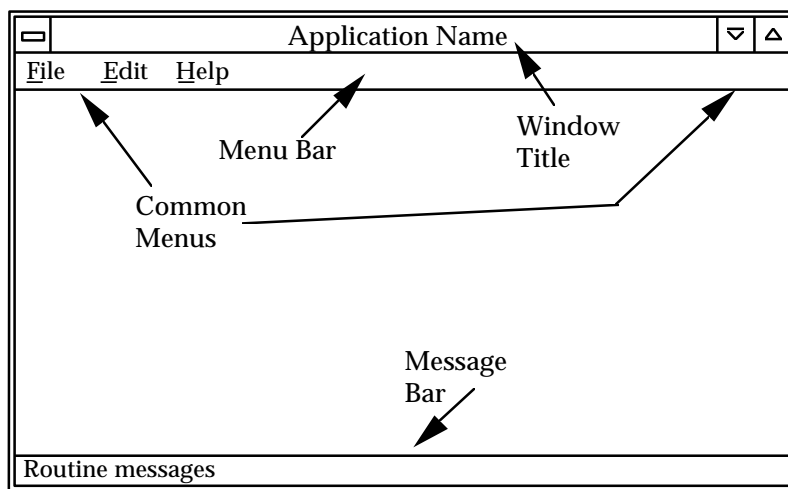 Application Name
File Edit Help
Menu Bar
Window
Title
Common
Menus
Message
Bar
Routine messages